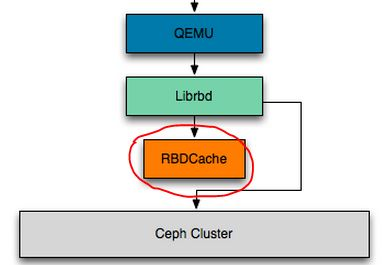 QEMU
Librbd
RBDCache
Ceph Cluster